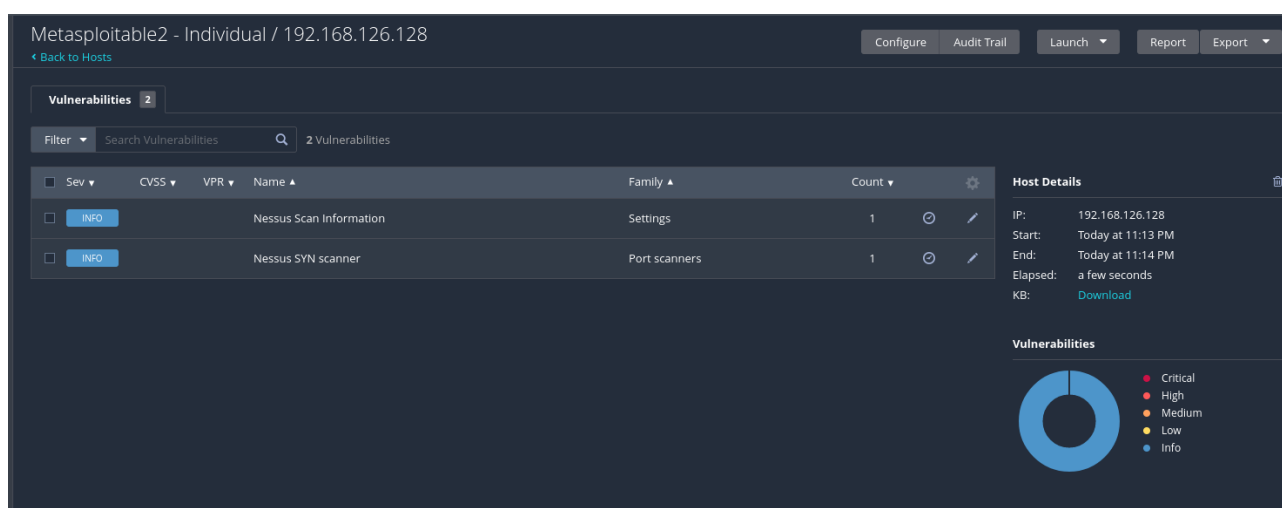 Metasploitable2 - Individual / 192.168.126.128
Back to Hosts
Configure Audit Trail Launch Report Export
Vulnerabilities 2
Filter Search Vulnerabilities 2 Vulnerabilities
Sev CVSS VPR Name Family Count
INFO Nessus Scan Information Settings 1
INFO Nessus SYN scanner Port scanners 1
Host Details
IP: 192.168.126.128
Start: Today at 11:13 PM
End: Today at 11:14 PM
Elapsed: a few seconds
KB: Download
Vulnerabilities
Critical
High
Medium
Low
Info